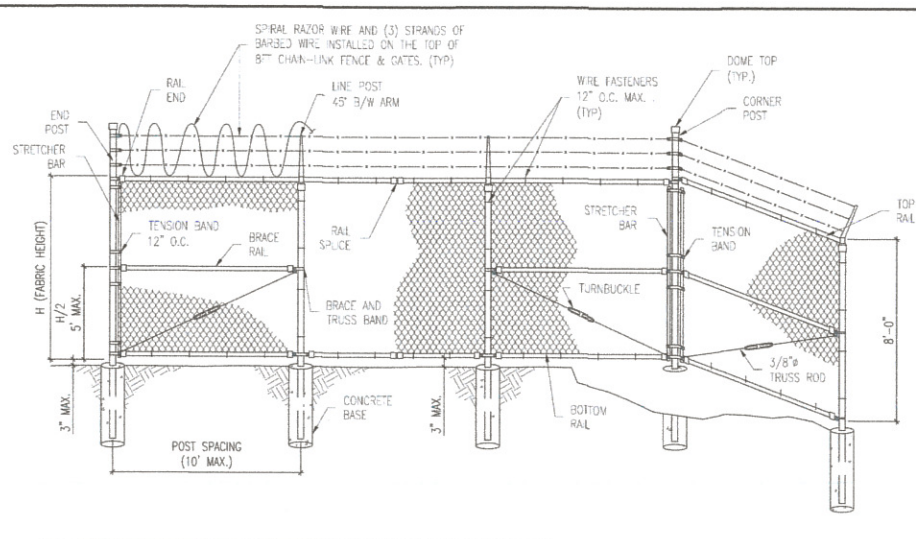 SPIRAL RAZOR WIRE AND (3) STRANDS OF
BARBED WIRE INSTALLED ON THE TOP OF
8FT CHAIN-LINK FENCE & GATES. (TYP)
RAIL
END
LINE POST
45° B/W ARM
WIRE FASTENERS
12" O.C. MAX.
(TYP)
DOME TOP
(TYP.)
CORNER
POST
END
POST
STRETCHER
BAR
TENSION BAND
12" O.C.
BRACE
RAIL
RAIL
SPLICE
STRETCHER
BAR
TENSION
BAND
TOP
RAIL
H (FABRIC HEIGHT)
H/2
5' MAX.
BRACE AND
TRUSS BAND
TURNBUCKLE
8'-0"
3/8"ø
TRUSS ROD
3" MAX.
CONCRETE
BASE
3" MAX.
BOTTOM
RAIL
POST SPACING
(10' MAX.)